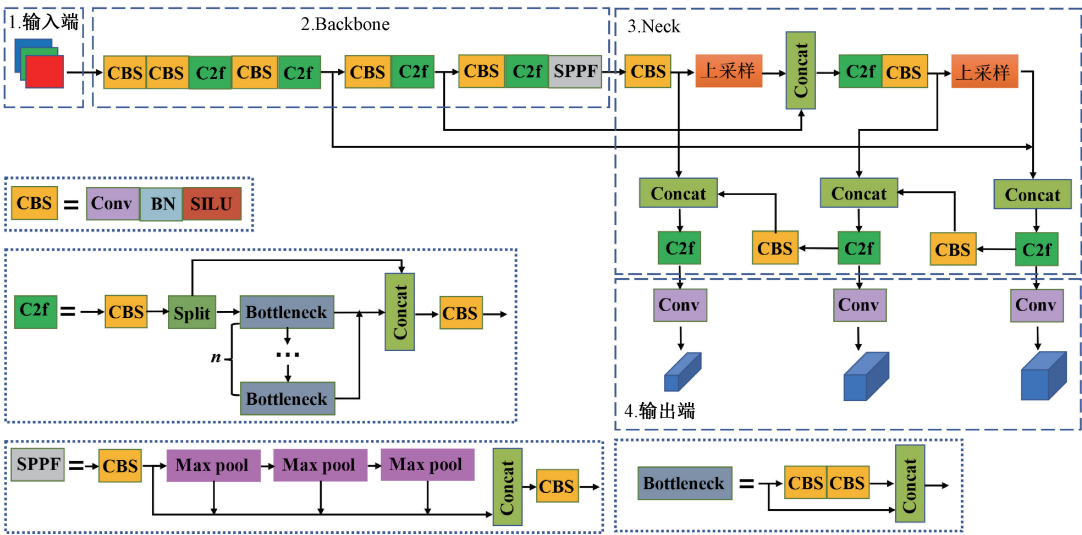 1.输入端
2.Backbone
3.Neck
CBS CBS C2f CBS C2f CBS C2f CBS C2f SPPF CBS 上采样 Concat C2f CBS 上采样
Concat Concat Concat
C2f CBS C2f CBS C2f
Conv Conv Conv
4.输出端
CBS = Conv BN SILU
C2f = CBS Split Bottleneck Concat CBS
n ...
Bottleneck
SPPF = CBS Max pool Max pool Max pool Concat CBS
Bottleneck = CBS CBS Concat